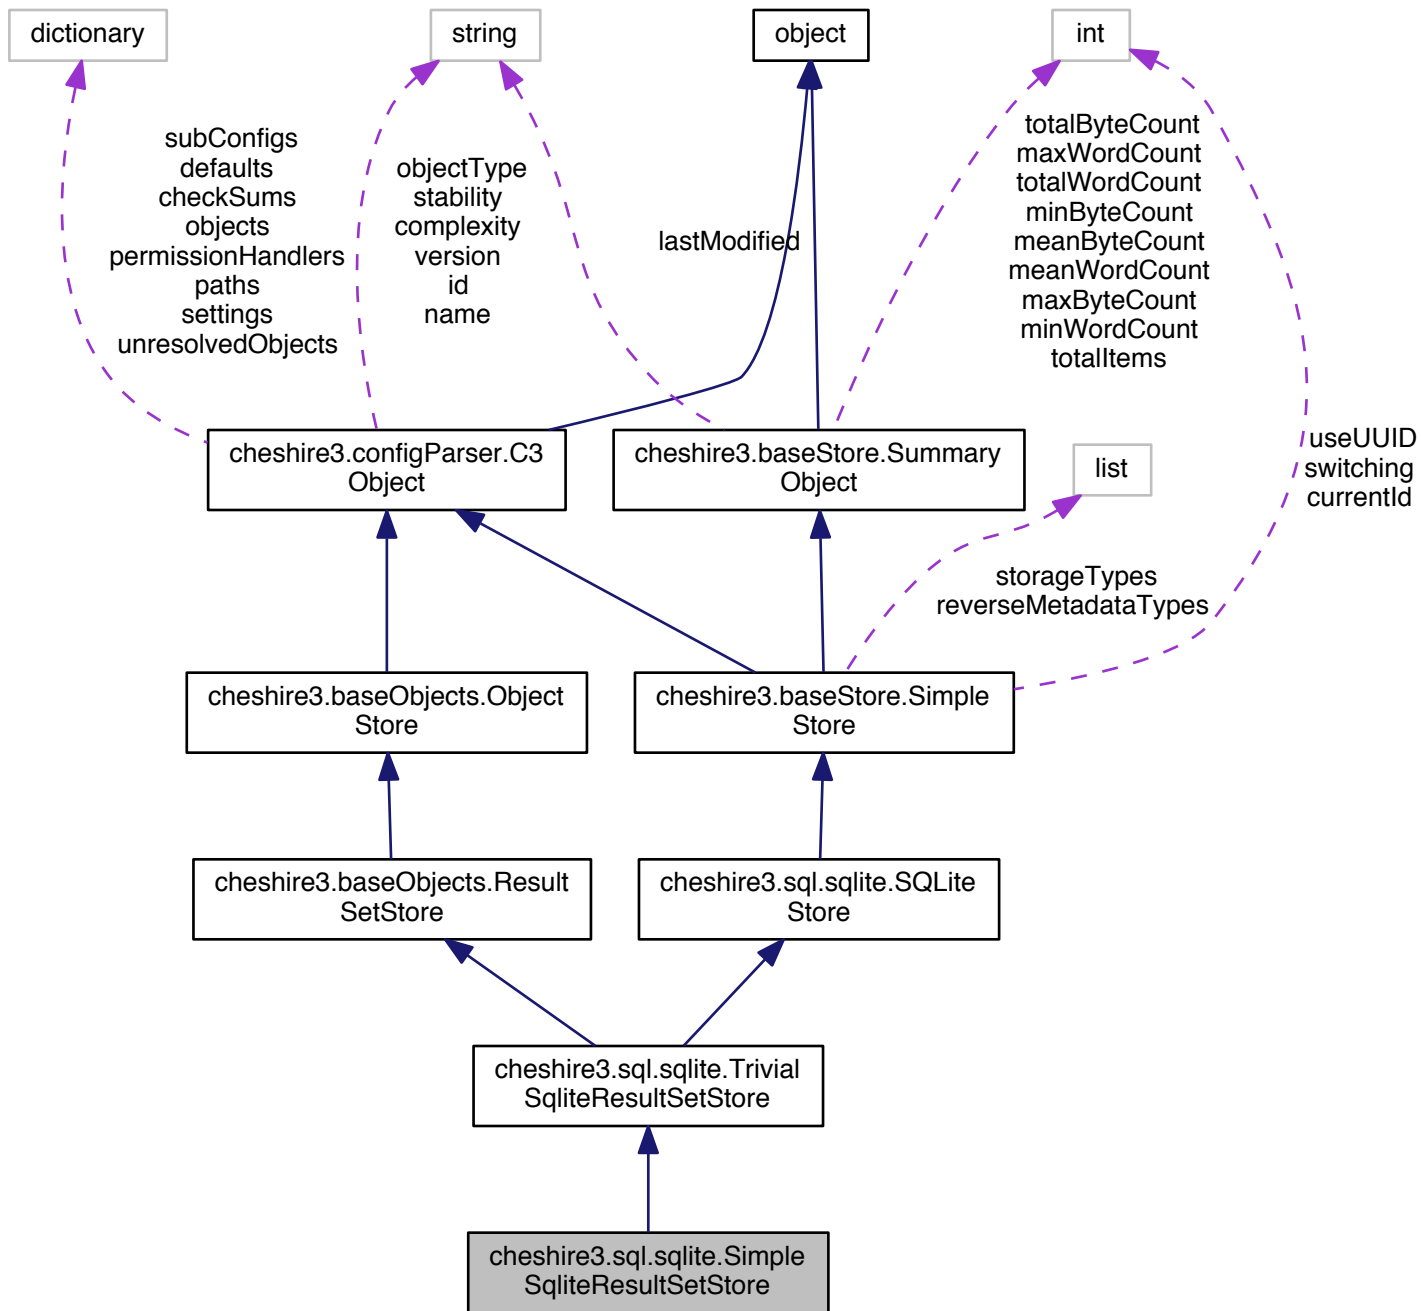 dictionary
string
object
int
subConfigs
defaults
checkSums
objects
permissionHandlers
paths
settings
unresolvedObjects
objectType
stability
complexity
version
id
name
lastModified
totalByteCount
maxWordCount
totalWordCount
minByteCount
meanByteCount
meanWordCount
maxByteCount
minWordCount
totalItems
cheshire3.configParser.C3
Object
cheshire3.baseStore.Summary
Object
list
useUUID
switching
currentId
storageTypes
reverseMetadataTypes
cheshire3.baseObjects.Object
Store
cheshire3.baseStore.Simple
Store
cheshire3.baseObjects.Result
SetStore
cheshire3.sql.sqlite.SQLite
Store
cheshire3.sql.sqlite.Trivial
SqliteResultSetStore
cheshire3.sql.sqlite.Simple
SqliteResultSetStore